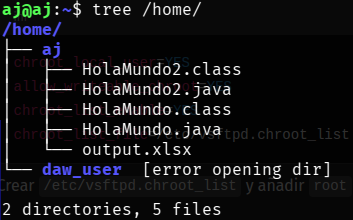 aj@aj:~$ tree /home/
/home/
├── aj
│   ├── HolaMundo2.class
│   ├── HolaMundo2.java
│   ├── HolaMundo.class
│   ├── HolaMundo.java
│   └── output.xlsx
└── daw_user  [error opening dir]
Crear /etc/vsftpd.chroot_list y anadir root
2 directories, 5 files